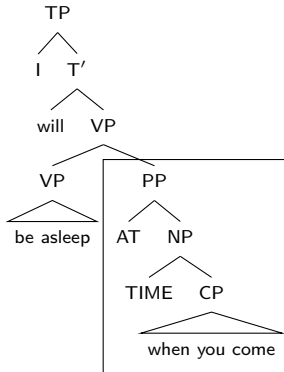 TP
I T′
will VP
VP PP
be asleep AT NP
TIME CP
when you come